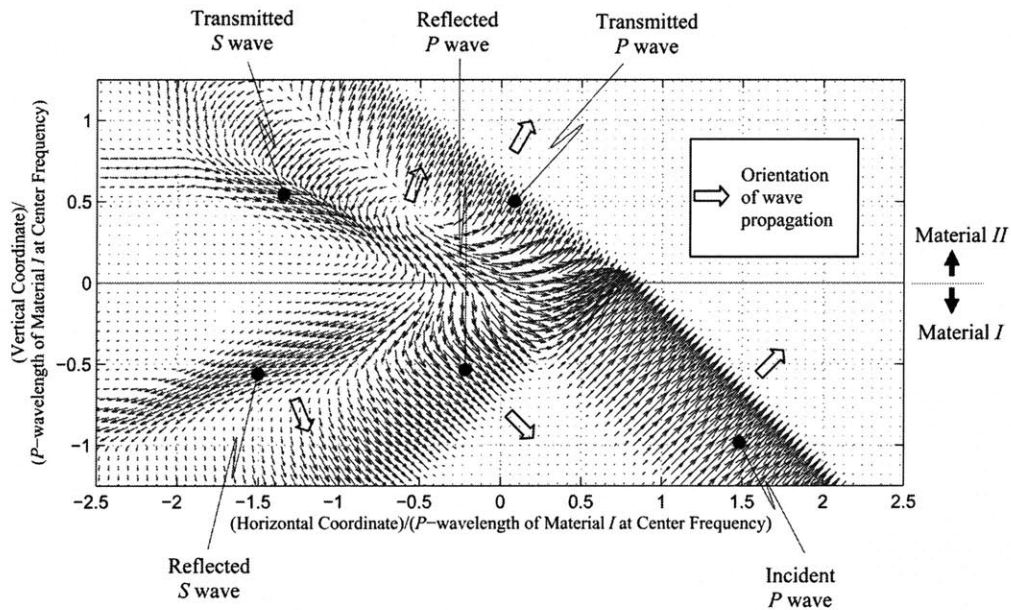 Transmitted
S wave
Reflected
P wave
Transmitted
P wave
(Vertical Coordinate)/
(P−wavelength of Material I at Center Frequency)
1
0.5
0
−0.5
−1
Orientation
of wave
propagation
Material II
Material I
-2.5
−2
−1.5
−1
−0.5
0
0.5
1
1.5
2
2.5
(Horizontal Coordinate)/(P−wavelength of Material I at Center Frequency)
Reflected
S wave
Incident
P wave